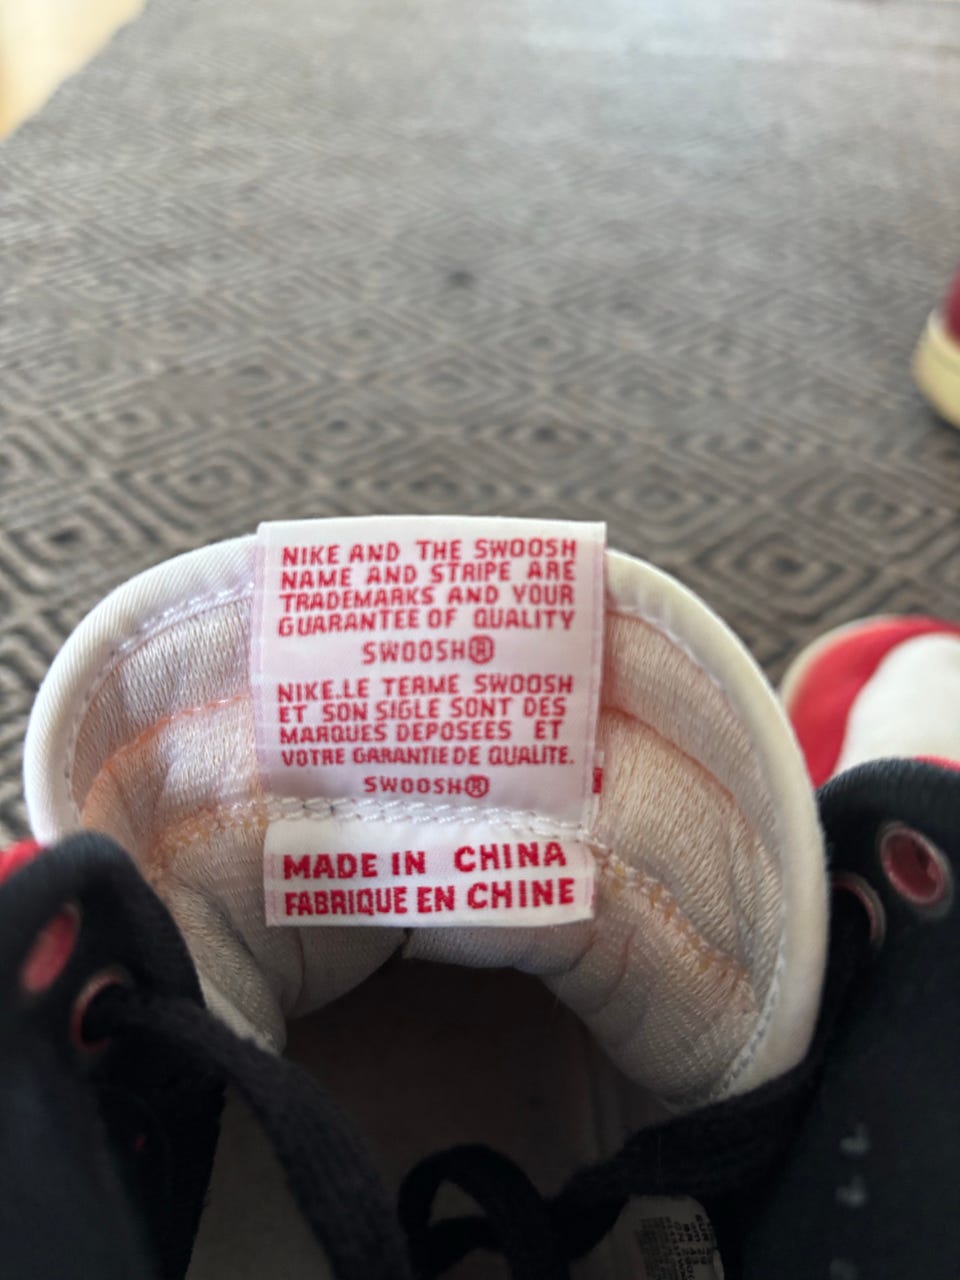 NIKE AND THE SWOOSH
NAME AND STRIPE ARE
TRADEMARKS AND YOUR
GUARANTEE OF QUALITY
SWOOSH®
NIKE.LE TERME SWOOSH
ET SON SIGLE SONT DES
MARQUES DEPOSEES ET
VOTRE GARANTIE DE QUALITE.
SWOOSH®
MADE IN CHINA
FABRIQUE EN CHINE